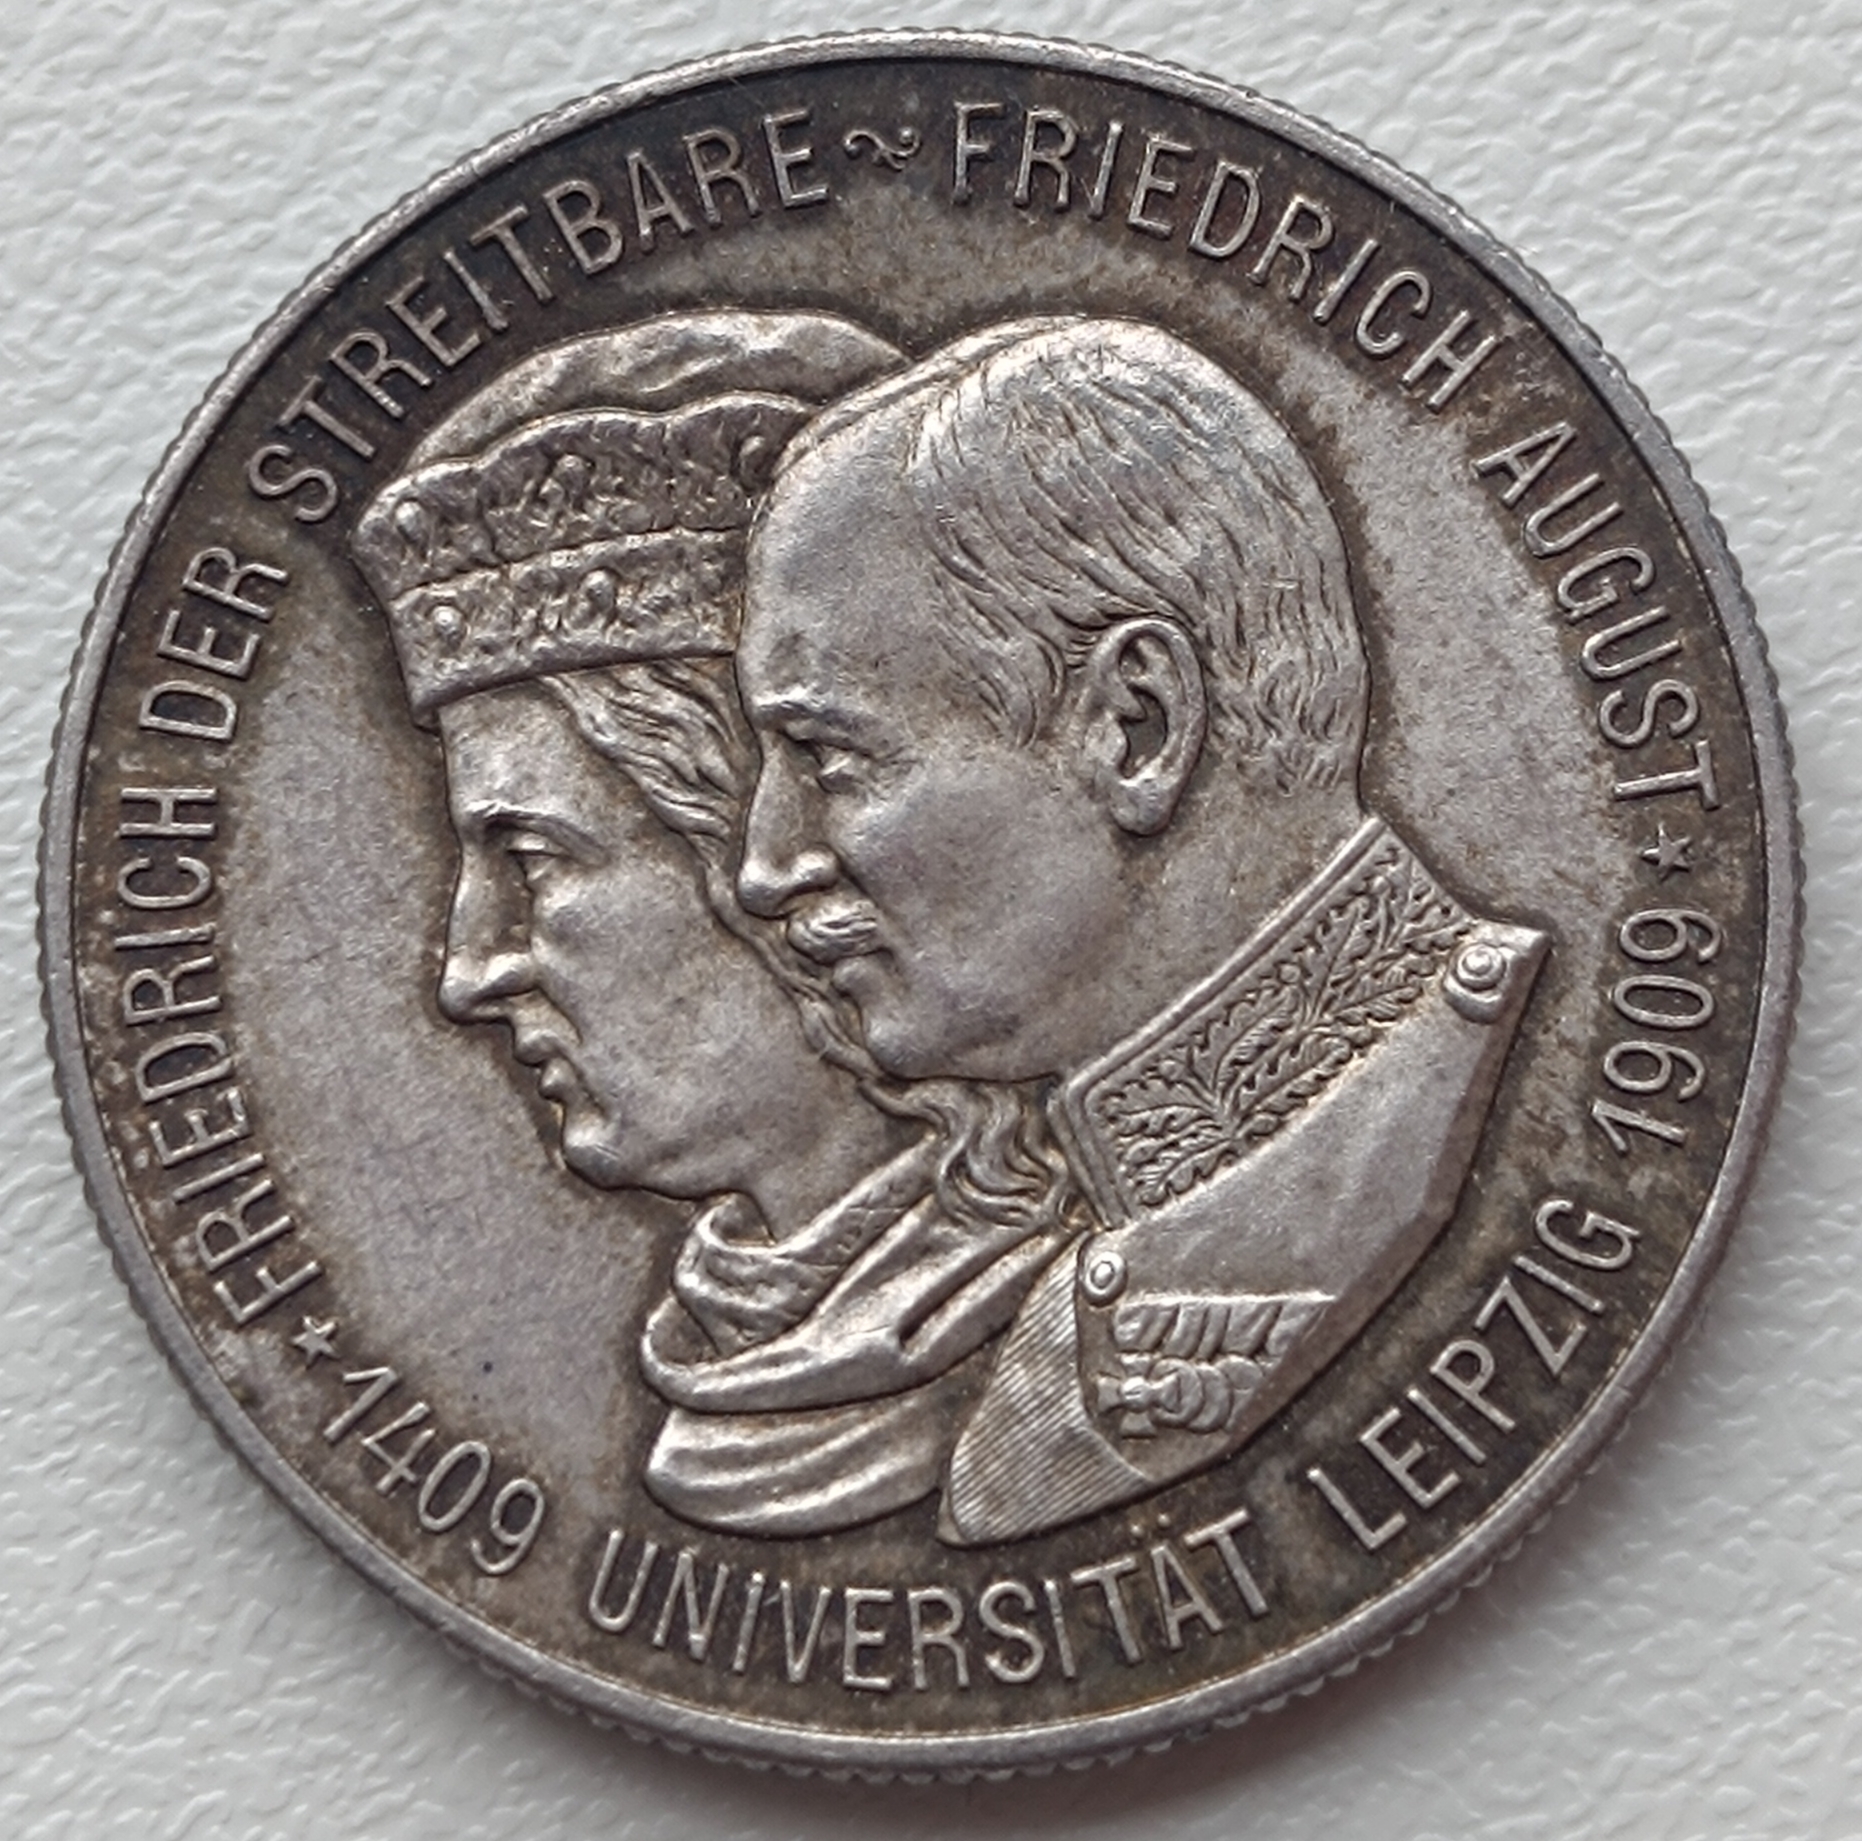 FRIEDRICH DER STREITBARE ~ FRIEDRICH AUGUST
★ 1409 UNIVERSITÄT LEIPZIG 1909 ★